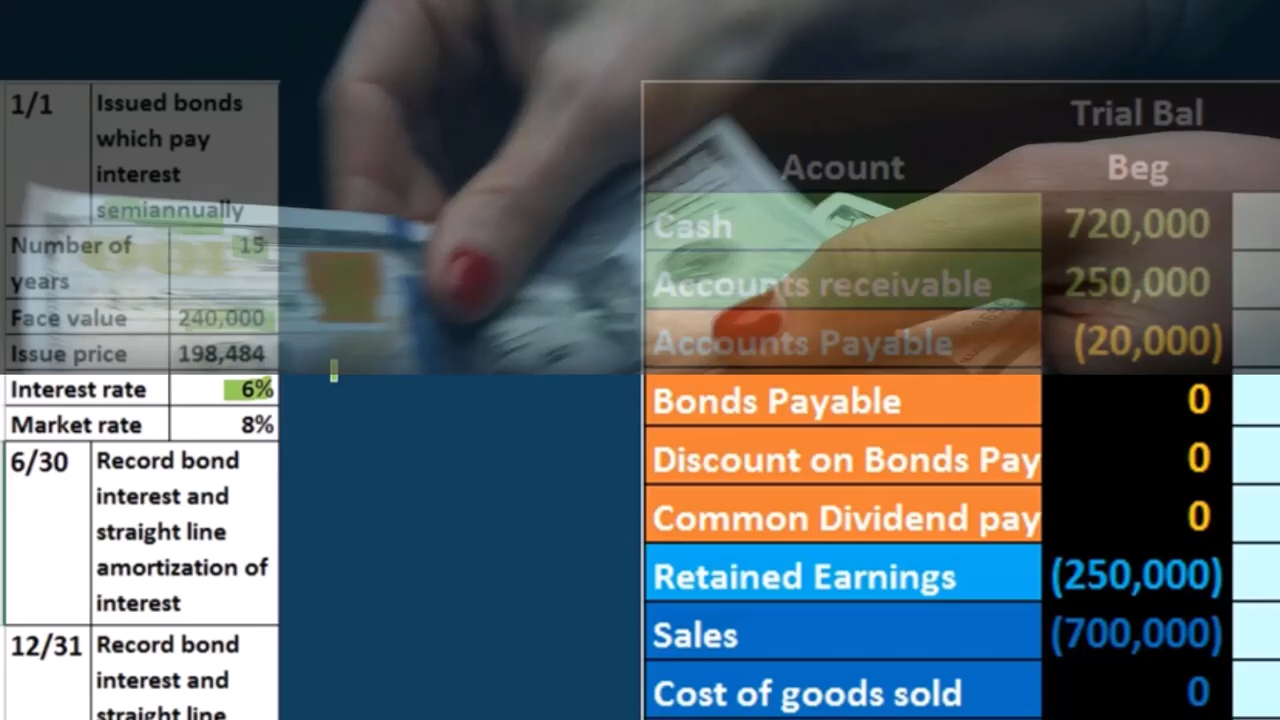 1/1 Issued bonds
which pay
interest
semiannually
Number of 15
years
Face value 240,000
Issue price 198,484
Interest rate 6%
Market rate 8%
6/30 Record bond
interest and
straight line
amortization of
interest
12/31 Record bond
interest and
straight line
Trial Bal
Acount Beg
Cash 720,000
Accounts receivable 250,000
Accounts Payable (20,000)
Bonds Payable 0
Discount on Bonds Pay 0
Common Dividend pay 0
Retained Earnings (250,000)
Sales (700,000)
Cost of goods sold 0